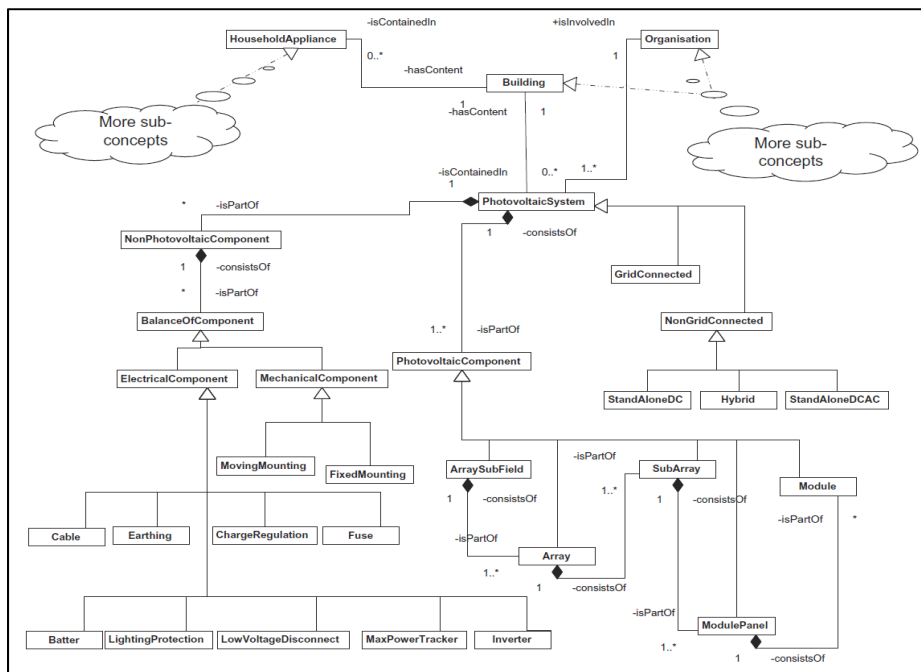 -isContainedIn
+isInvolvedIn
HouseholdAppliance
Organisation
0..*
1
-hasContent
Building
More sub-
concepts
1
-hasContent
1
More sub-
concepts
-isContainedIn
1
0..*
1..*
*
-isPartOf
PhotovoltaicSystem
NonPhotovoltaicComponent
1
-consistsOf
1
-consistsOf
GridConnected
*
-isPartOf
BalanceOfComponent
1..*
-isPartOf
NonGridConnected
PhotovoltaicComponent
ElectricalComponent
MechanicalComponent
StandAloneDC
Hybrid
StandAloneDCAC
MovingMounting
FixedMounting
ArraySubField
-isPartOf
SubArray
Module
1
-consistsOf
1..*
1
-consistsOf
-isPartOf
*
Cable
Earthing
ChargeRegulation
Fuse
-isPartOf
1..*
Array
1
-consistsOf
-isPartOf
1..*
ModulePanel
1
-consistsOf
Batter
LightingProtection
LowVoltageDisconnect
MaxPowerTracker
Inverter